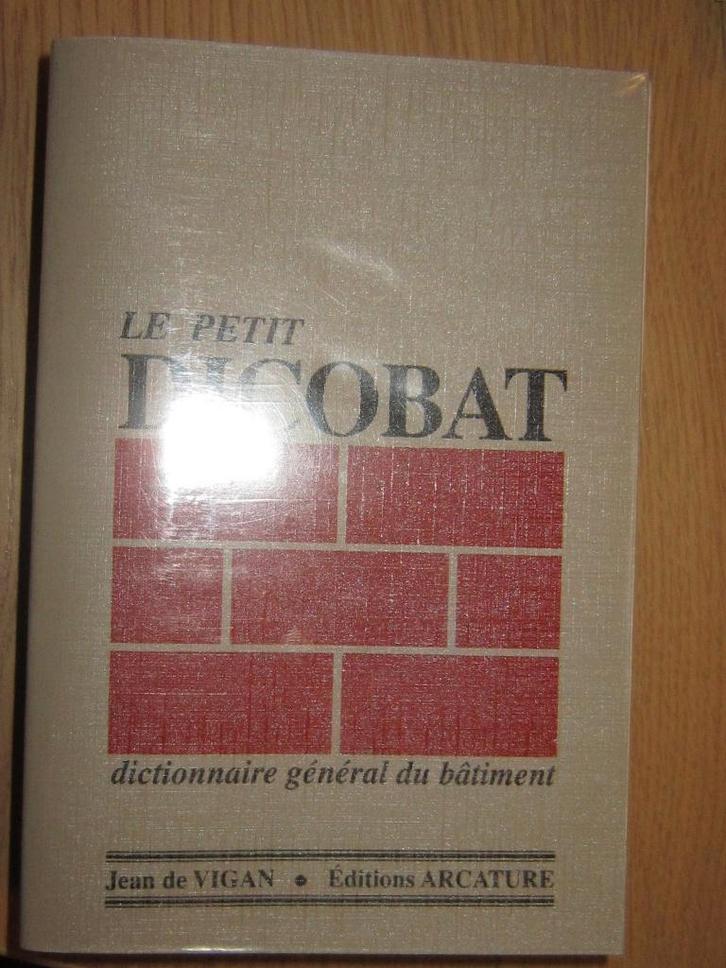 LE PETIT
DICOBAT
dictionnaire général du bâtiment
Jean de VIGAN • Éditions ARCATURE